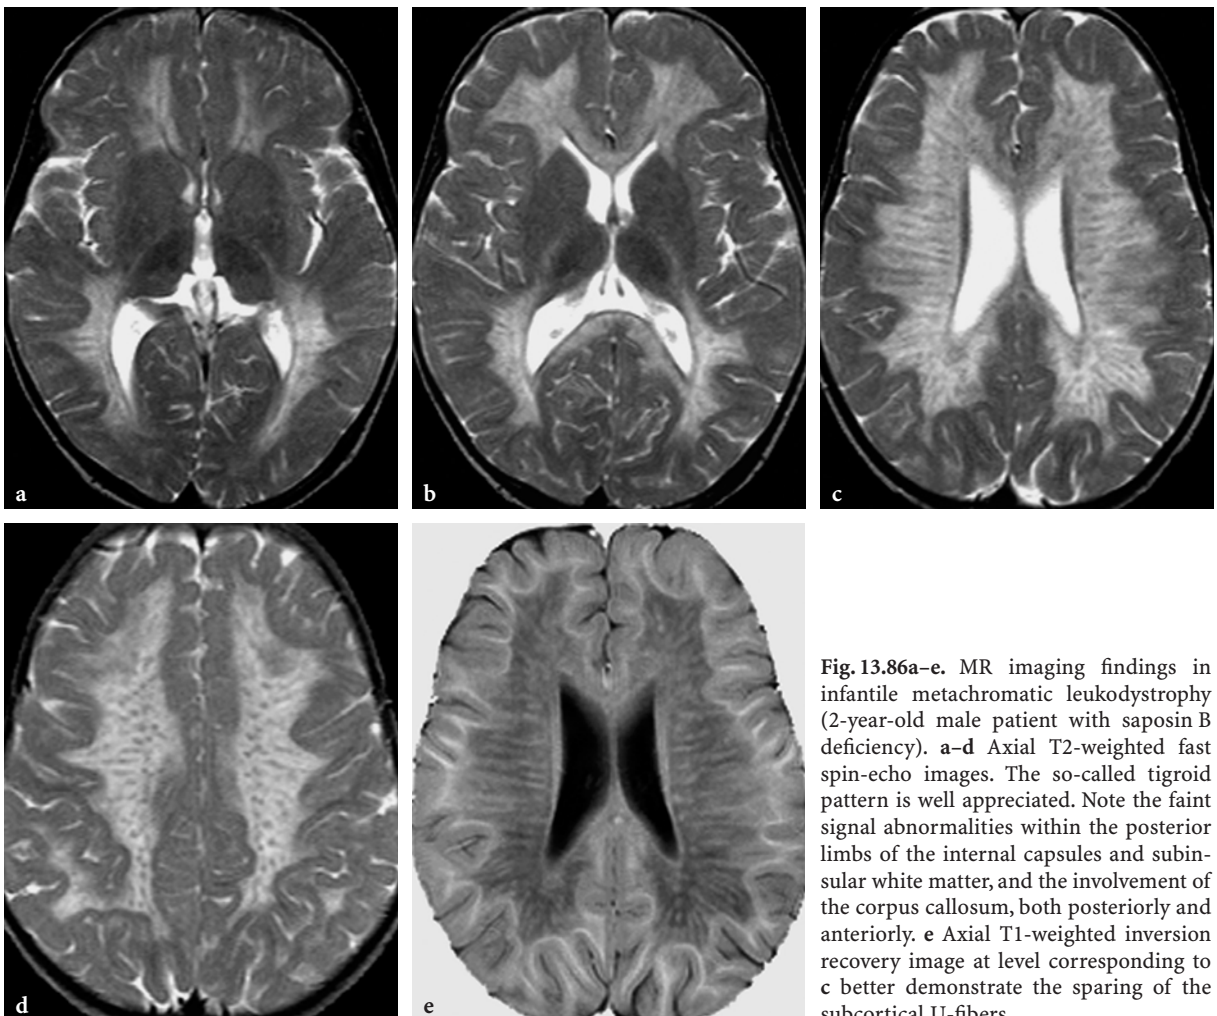 a
b
c
d
e
Fig. 13.86a–e. MR imaging findings in
infantile metachromatic leukodystrophy
(2-year-old male patient with saposin B
deficiency). a–d Axial T2-weighted fast
spin-echo images. The so-called tigroid
pattern is well appreciated. Note the faint
signal abnormalities within the posterior
limbs of the internal capsules and subin-
sular white matter, and the involvement of
the corpus callosum, both posteriorly and
anteriorly. e Axial T1-weighted inversion
recovery image at level corresponding to
c better demonstrate the sparing of the
subcortical U-fibers